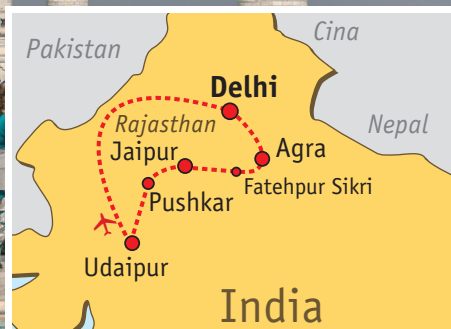 Cina
Pakistan
Delhi
Nepal
Rajasthan
Jaipur
Agra
Fatehpur Sikri
Pushkar
Udaipur
India